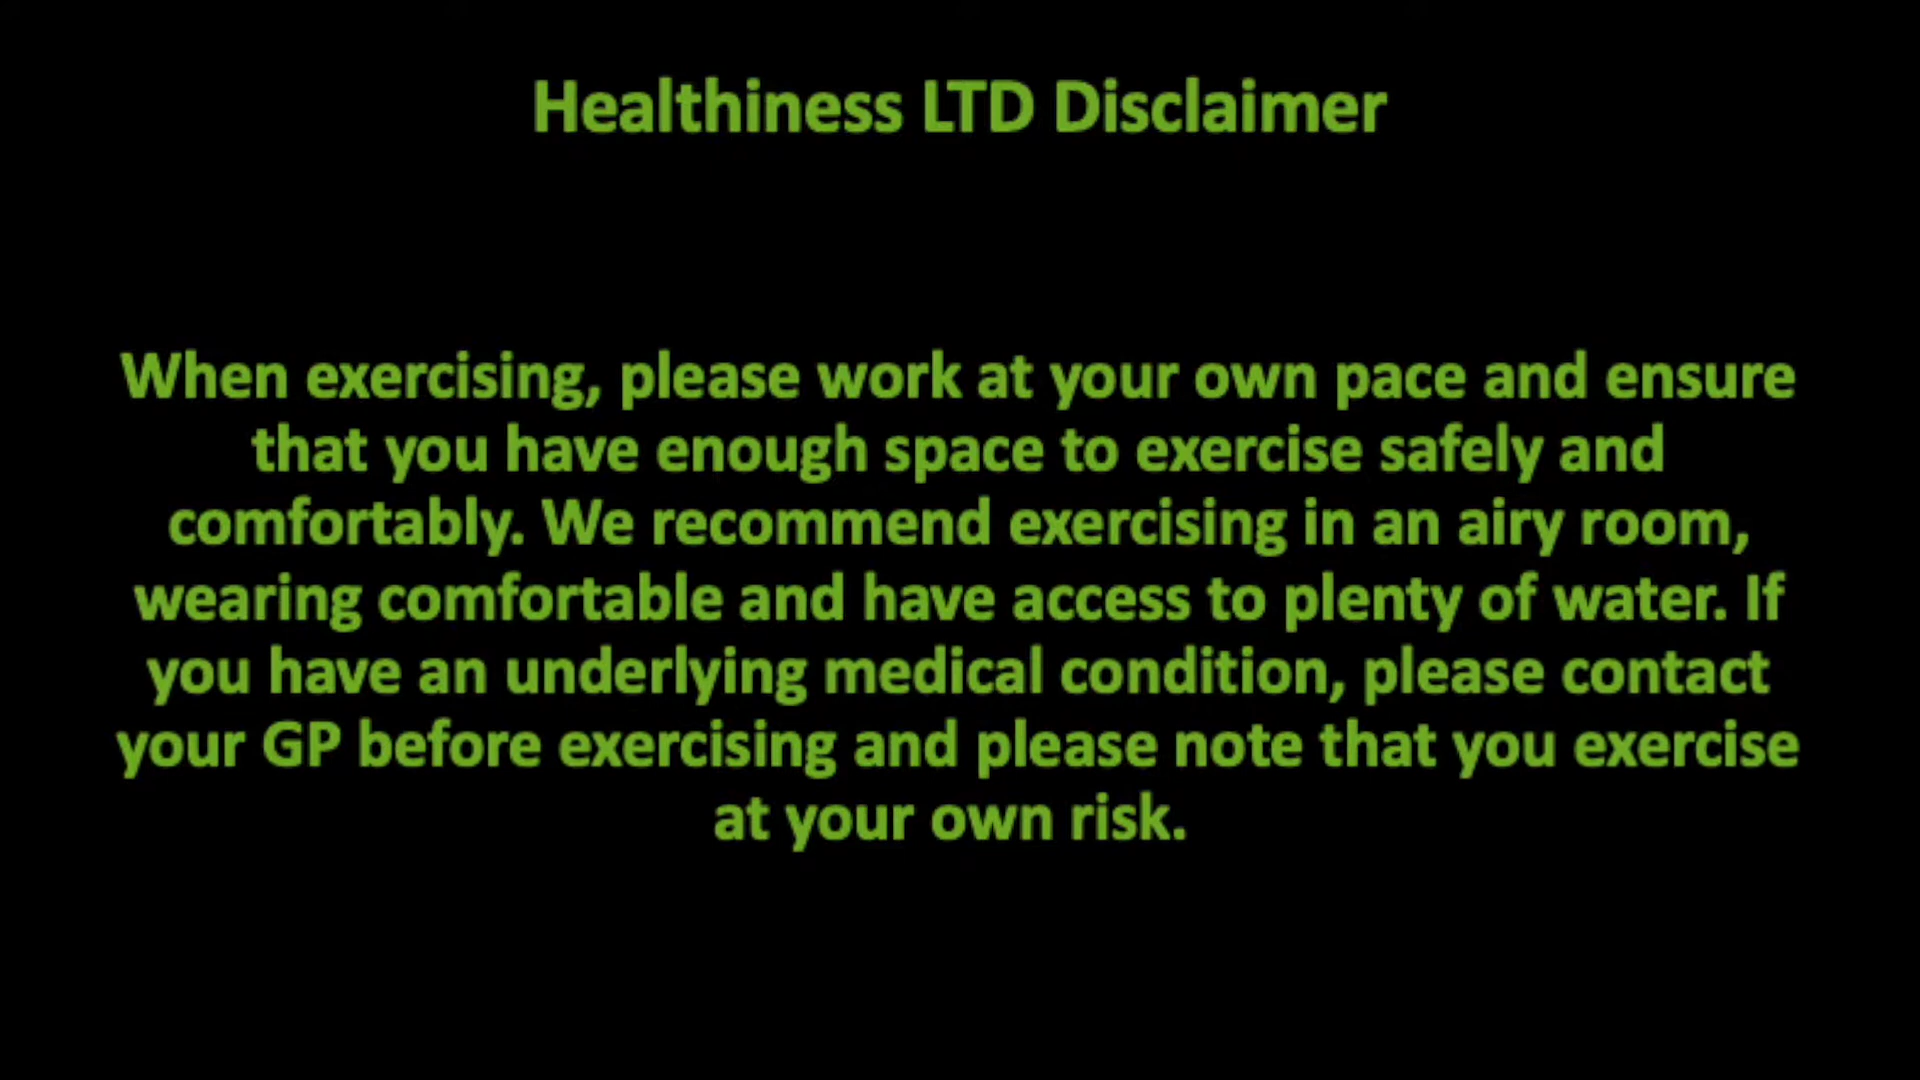 Healthiness LTD Disclaimer
When exercising, please work at your own pace and ensure
that you have enough space to exercise safely and
comfortably. We recommend exercising in an airy room,
wearing comfortable and have access to plenty of water. If
you have an underlying medical condition, please contact
your GP before exercising and please note that you exercise
at your own risk.